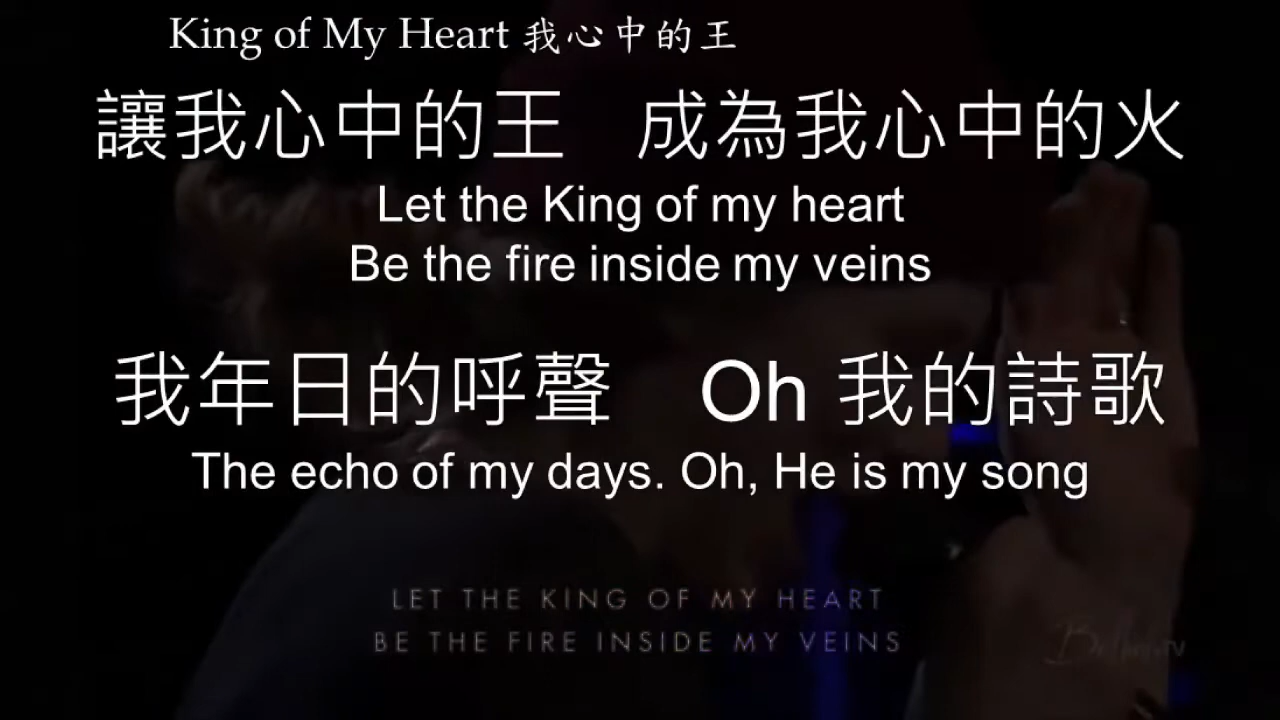 King of My Heart 我心中的王
讓我心中的王 成為我心中的火
Let the King of my heart
Be the fire inside my veins
我年日的呼聲 Oh 我的詩歌
The echo of my days. Oh, He is my song
LET THE KING OF MY HEART
BE THE FIRE INSIDE MY VEINS